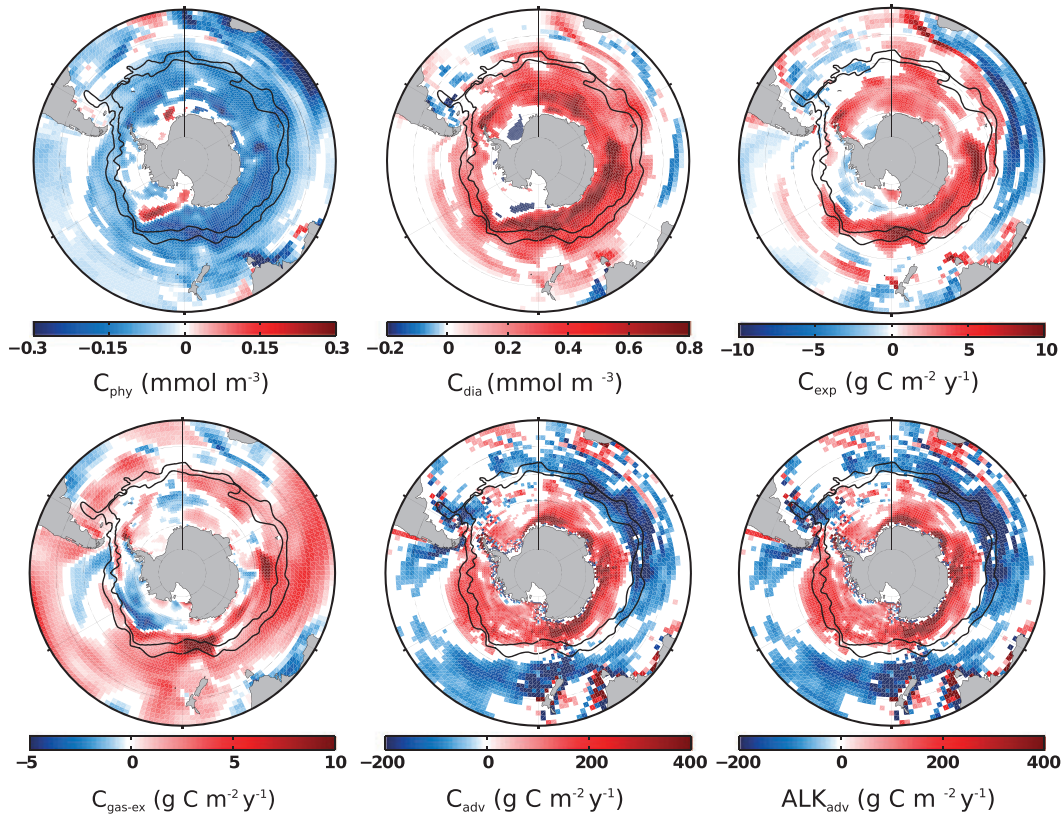 −0.3 −0.15 0 0.15 0.3
C_phy (mmol m⁻³)
−0.2 0 0.2 0.4 0.6 0.8
C_dia (mmol m ⁻³)
−10 −5 0 5 10
C_exp (g C m⁻² y⁻¹)
−5 0 5 10
C_gas-ex (g C m⁻² y⁻¹)
−200 0 200 400
C_adv (g C m⁻² y⁻¹)
−200 0 200 400
ALK_adv (g C m ⁻² y⁻¹)